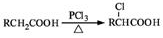 Cl
RCH₂COOH PCl₃ △ RCHCOOH